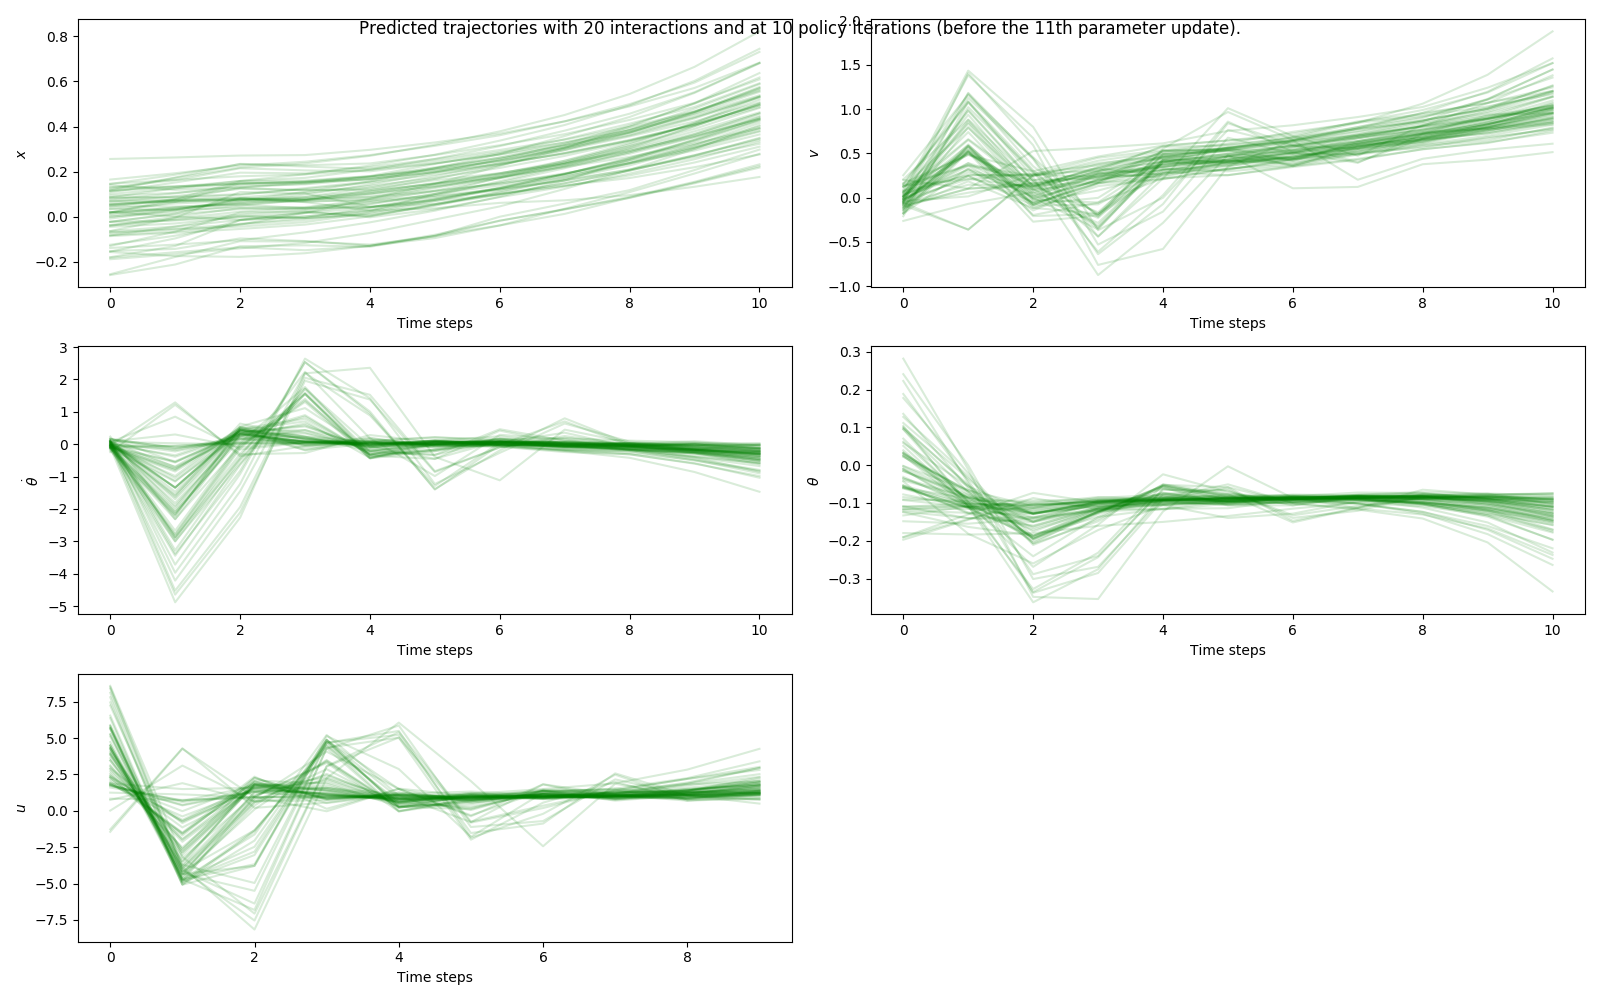 Predicted trajectories with 20 interactions and at 10 policy iterations (before the 11th parameter update).
0.8
0.6
0.4
0.2
0.0
−0.2
x
0 2 4 6 8 10
Time steps
2.0
1.5
1.0
0.5
0.0
−0.5
−1.0
v
0 2 4 6 8 10
Time steps
3
2
1
0
−1
−2
−3
−4
−5
θ̇
0 2 4 6 8 10
Time steps
0.3
0.2
0.1
0.0
−0.1
−0.2
−0.3
θ
0 2 4 6 8 10
Time steps
7.5
5.0
2.5
0.0
−2.5
−5.0
−7.5
u
0 2 4 6 8
Time steps